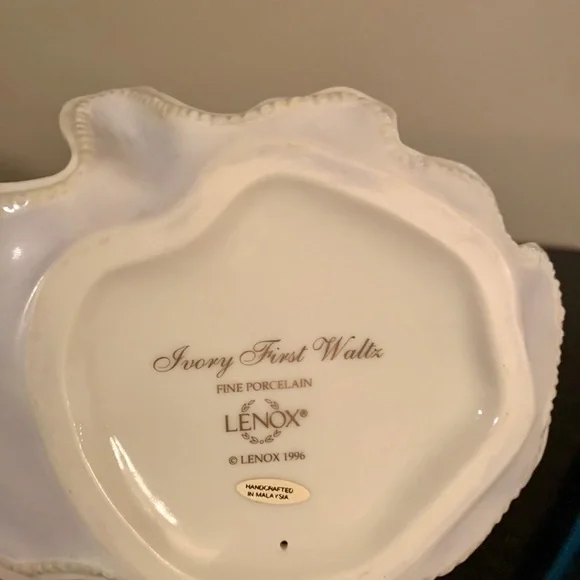 Ivory First Waltz
FINE PORCELAIN
LENOX®
© LENOX 1996
HANDCRAFTED
IN MALAYSIA